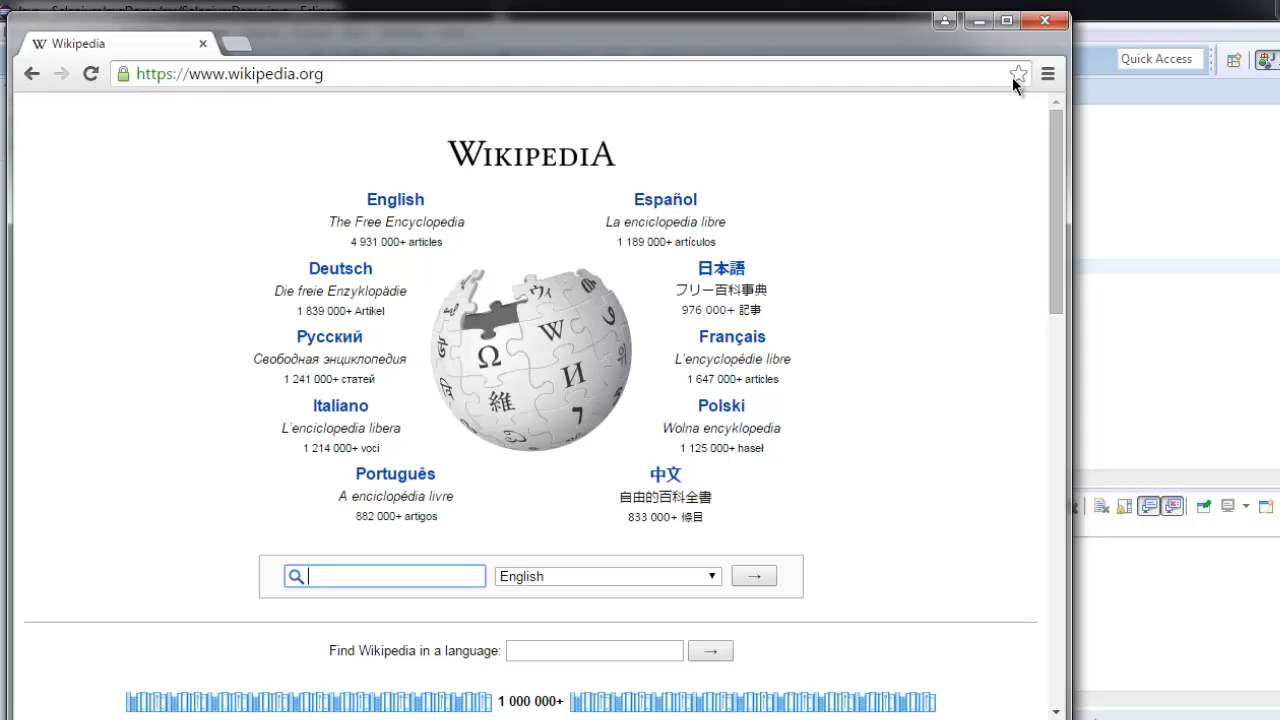 Wikipedia
https://www.wikipedia.org
Quick Access
WIKIPEDIA
English
The Free Encyclopedia
4 931 000+ articles
Español
La enciclopedia libre
1 189 000+ artículos
Deutsch
Die freie Enzyklopädie
1 839 000+ Artikel
日本語
フリー百科事典
976 000+ 記事
Русский
Свободная энциклопедия
1 241 000+ статей
Français
L'encyclopédie libre
1 647 000+ articles
Italiano
L'enciclopedia libera
1 214 000+ voci
Polski
Wolna encyklopedia
1 125 000+ haseł
Português
A enciclopédia livre
882 000+ artigos
中文
自由的百科全書
833 000+ 條目
Ω W И 維 7
English
Find Wikipedia in a language:
1 000 000+